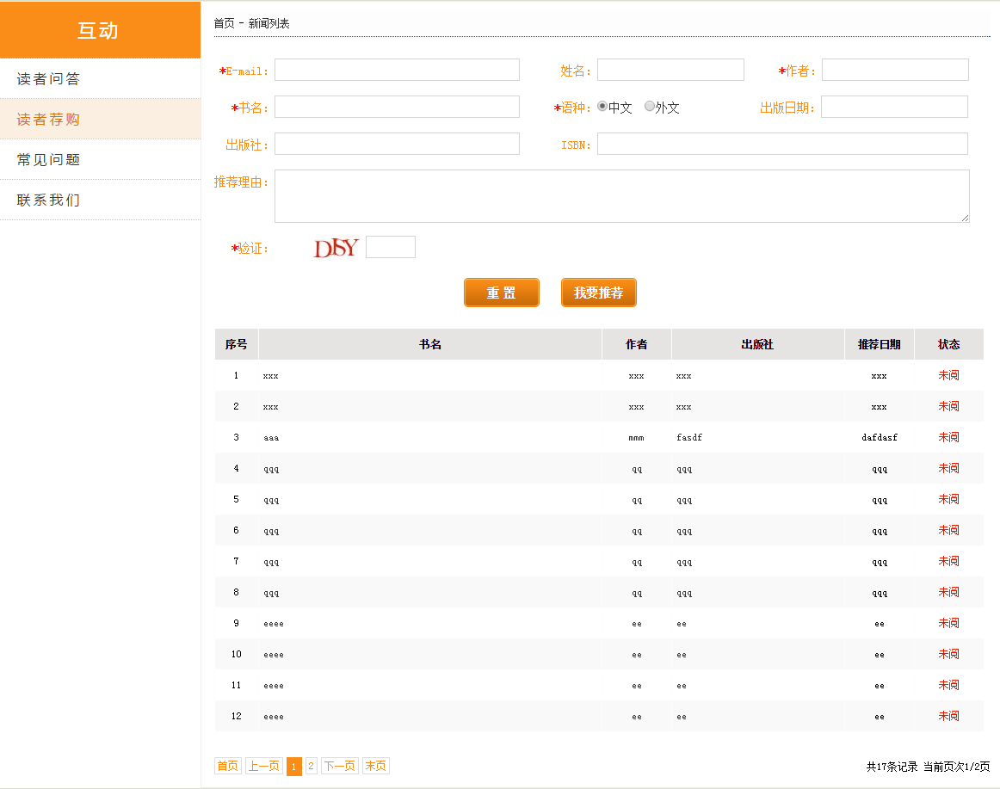 互动
读者问答
读者荐购
常见问题
联系我们
首页 - 新闻列表
*E-mail: 姓名: *作者:
*书名: *语种: 中文 外文 出版日期:
出版社: ISBN:
推荐理由:
*验证: DJSY
重 置 我要推荐
序号 书名 作者 出版社 推荐日期 状态
1 xxx xxx xxx xxx 未阅
2 xxx xxx xxx xxx 未阅
3 aaa mmm fasdf dafdasf 未阅
4 qqq qq qqq qqq 未阅
5 qqq qq qqq qqq 未阅
6 qqq qq qqq qqq 未阅
7 qqq qq qqq qqq 未阅
8 qqq qq qqq qqq 未阅
9 eeee ee ee ee 未阅
10 eeee ee ee ee 未阅
11 eeee ee ee ee 未阅
12 eeee ee ee ee 未阅
首页 上一页 1 2 下一页 末页 共17条记录 当前页次1/2页